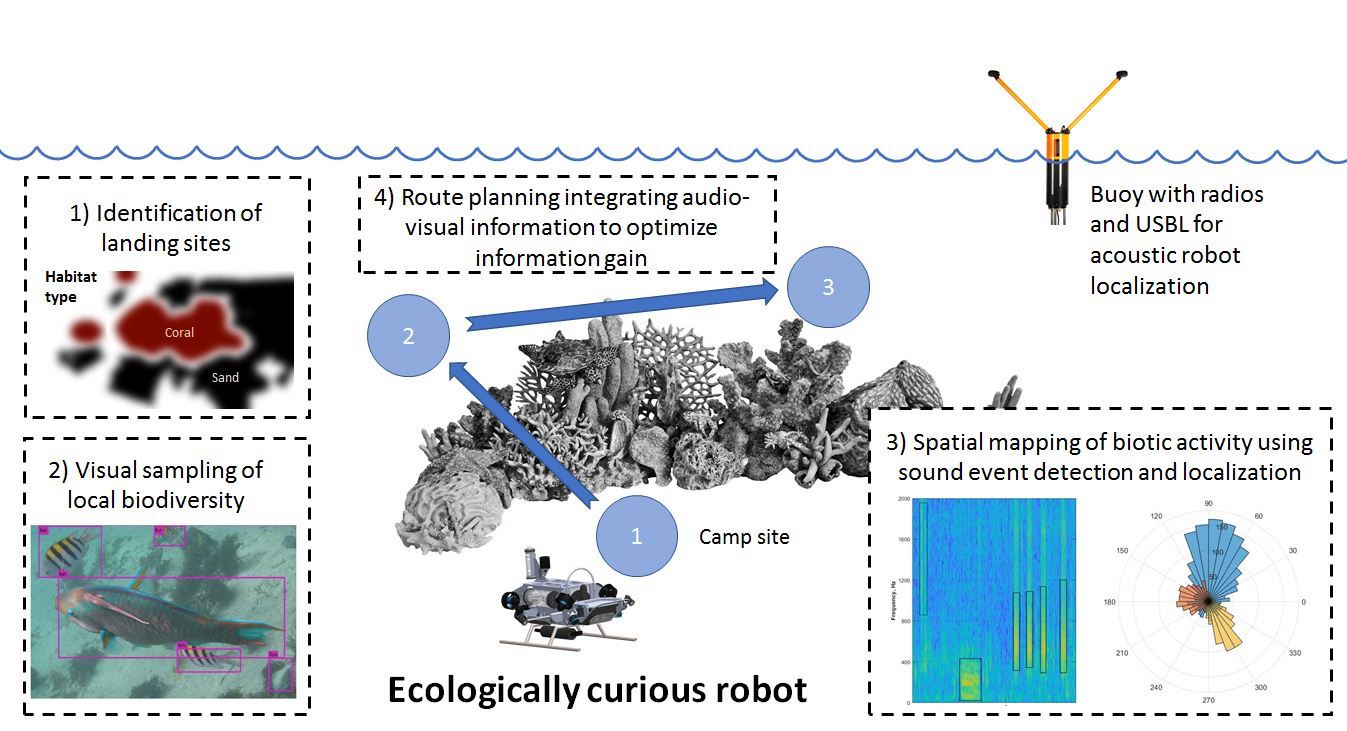 1) Identification of
landing sites
Habitat
type
Coral
Sand
2) Visual sampling of
local biodiversity
4) Route planning integrating audio-
visual information to optimize
information gain
2
3
1
Camp site
Ecologically curious robot
Buoy with radios
and USBL for
acoustic robot
localization
3) Spatial mapping of biotic activity using
sound event detection and localization
Frequency, Hz
2000
1600
1200
800
400
0
90
60
30
0
330
300
270
240
210
180
150
120
150
100
50